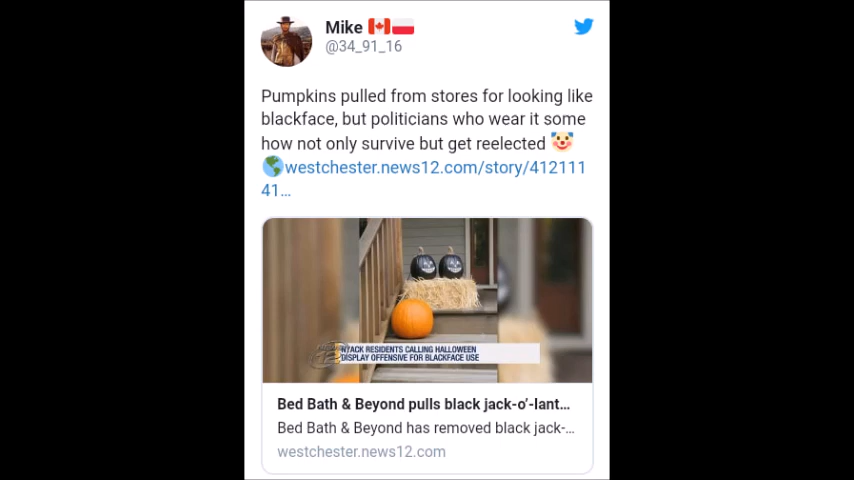 Mike
@34_91_16
Pumpkins pulled from stores for looking like
blackface, but politicians who wear it some
how not only survive but get reelected
westchester.news12.com/story/412111
41…
NYACK RESIDENTS CALLING HALLOWEEN
DISPLAY OFFENSIVE FOR BLACKFACE USE
Bed Bath & Beyond pulls black jack-o’-lant…
Bed Bath & Beyond has removed black jack-…
westchester.news12.com